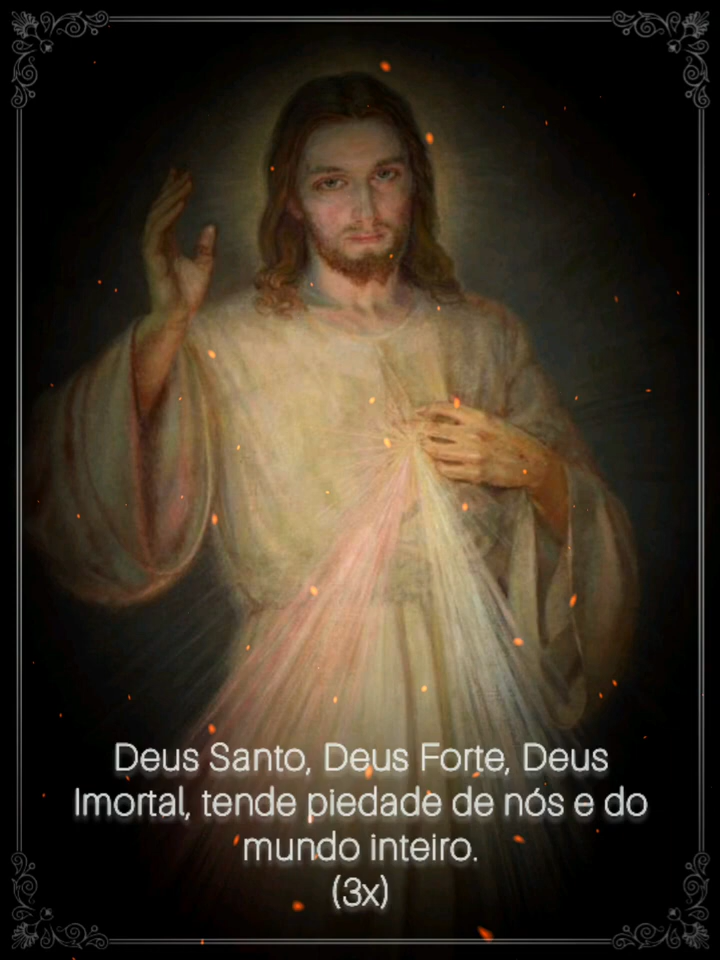 Deus Santo, Deus Forte, Deus
Imortal, tende piedade de nós e do
mundo inteiro.
(3x)